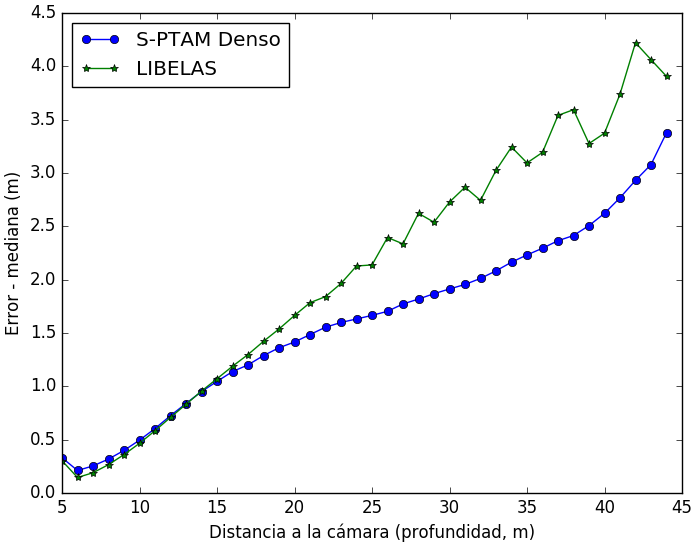 4.5
4.0
3.5
3.0
2.5
2.0
1.5
1.0
0.5
0.0
Error - mediana (m)
S-PTAM Denso
LIBELAS
5 10 15 20 25 30 35 40 45
Distancia a la cámara (profundidad, m)